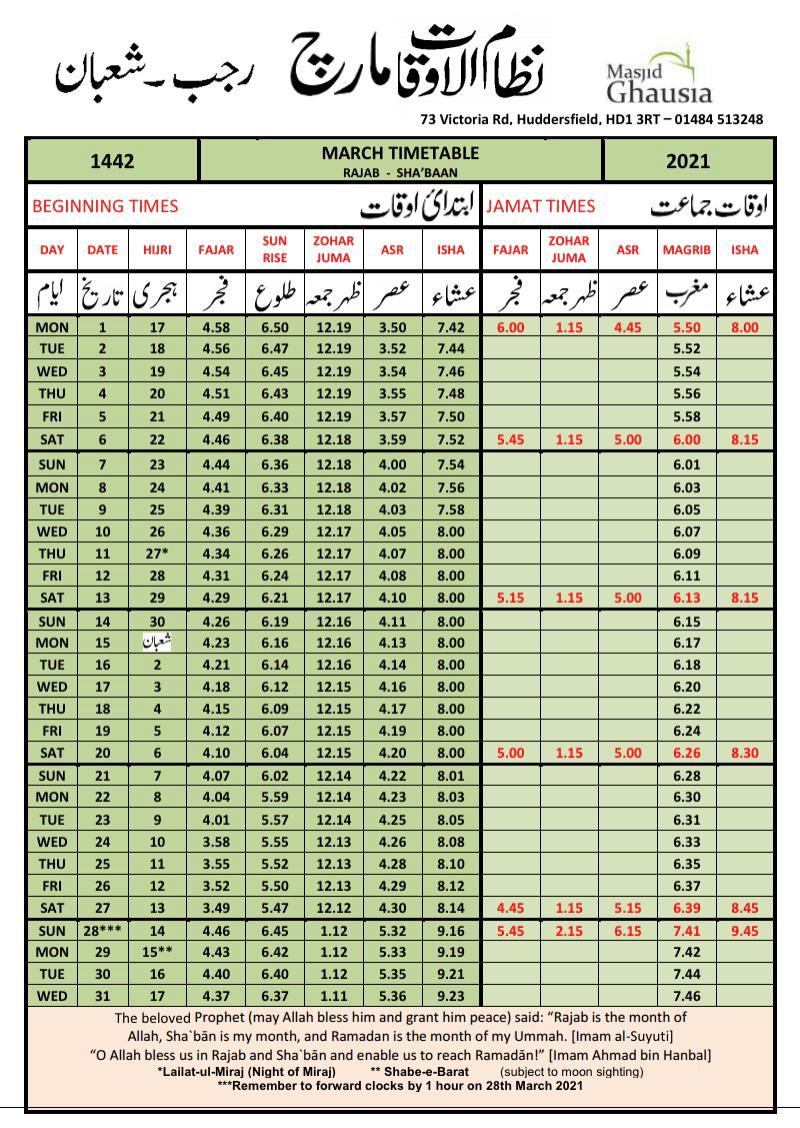 نظام الاوقات مارچ رجب ۔ شعبان
Masjid
Ghausia
73 Victoria Rd, Huddersfield, HD1 3RT – 01484 513248
1442 MARCH TIMETABLE 2021
RAJAB - SHA’BAAN
BEGINNING TIMES ابتدائی اوقات JAMAT TIMES اوقات جماعت
DAY DATE HIJRI FAJAR SUN RISE ZOHAR JUMA ASR ISHA FAJAR ZOHAR JUMA ASR MAGRIB ISHA
ایام تاریخ ہجری فجر طلوع ظہر جمعہ عصر عشاء فجر ظہر جمعہ عصر مغرب عشاء
MON 1 17 4.58 6.50 12.19 3.50 7.42 6.00 1.15 4.45 5.50 8.00
TUE 2 18 4.56 6.47 12.19 3.52 7.44 5.52
WED 3 19 4.54 6.45 12.19 3.54 7.46 5.54
THU 4 20 4.51 6.43 12.19 3.55 7.48 5.56
FRI 5 21 4.49 6.40 12.19 3.57 7.50 5.58
SAT 6 22 4.46 6.38 12.18 3.59 7.52 5.45 1.15 5.00 6.00 8.15
SUN 7 23 4.44 6.36 12.18 4.00 7.54 6.01
MON 8 24 4.41 6.33 12.18 4.02 7.56 6.03
TUE 9 25 4.39 6.31 12.18 4.03 7.58 6.05
WED 10 26 4.36 6.29 12.17 4.05 8.00 6.07
THU 11 27* 4.34 6.26 12.17 4.07 8.00 6.09
FRI 12 28 4.31 6.24 12.17 4.08 8.00 6.11
SAT 13 29 4.29 6.21 12.17 4.10 8.00 5.15 1.15 5.00 6.13 8.15
SUN 14 30 4.26 6.19 12.16 4.11 8.00 6.15
MON 15 شعبان 4.23 6.16 12.16 4.13 8.00 6.17
TUE 16 2 4.21 6.14 12.16 4.14 8.00 6.18
WED 17 3 4.18 6.12 12.15 4.16 8.00 6.20
THU 18 4 4.15 6.09 12.15 4.17 8.00 6.22
FRI 19 5 4.12 6.07 12.15 4.19 8.00 6.24
SAT 20 6 4.10 6.04 12.15 4.20 8.00 5.00 1.15 5.00 6.26 8.30
SUN 21 7 4.07 6.02 12.14 4.22 8.01 6.28
MON 22 8 4.04 5.59 12.14 4.23 8.03 6.30
TUE 23 9 4.01 5.57 12.14 4.25 8.05 6.31
WED 24 10 3.58 5.55 12.13 4.26 8.08 6.33
THU 25 11 3.55 5.52 12.13 4.28 8.10 6.35
FRI 26 12 3.52 5.50 12.13 4.29 8.12 6.37
SAT 27 13 3.49 5.47 12.12 4.30 8.14 4.45 1.15 5.15 6.39 8.45
SUN 28*** 14 4.46 6.45 1.12 5.32 9.16 5.45 2.15 6.15 7.41 9.45
MON 29 15** 4.43 6.42 1.12 5.33 9.19 7.42
TUE 30 16 4.40 6.40 1.12 5.35 9.21 7.44
WED 31 17 4.37 6.37 1.11 5.36 9.23 7.46
The beloved Prophet (may Allah bless him and grant him peace) said: “Rajab is the month of
Allah, Sha`bān is my month, and Ramadan is the month of my Ummah. [Imam al-Suyuti]
“O Allah bless us in Rajab and Sha`bān and enable us to reach Ramadān!” [Imam Ahmad bin Hanbal]
*Lailat-ul-Miraj (Night of Miraj) ** Shabe-e-Barat (subject to moon sighting)
***Remember to forward clocks by 1 hour on 28th March 2021